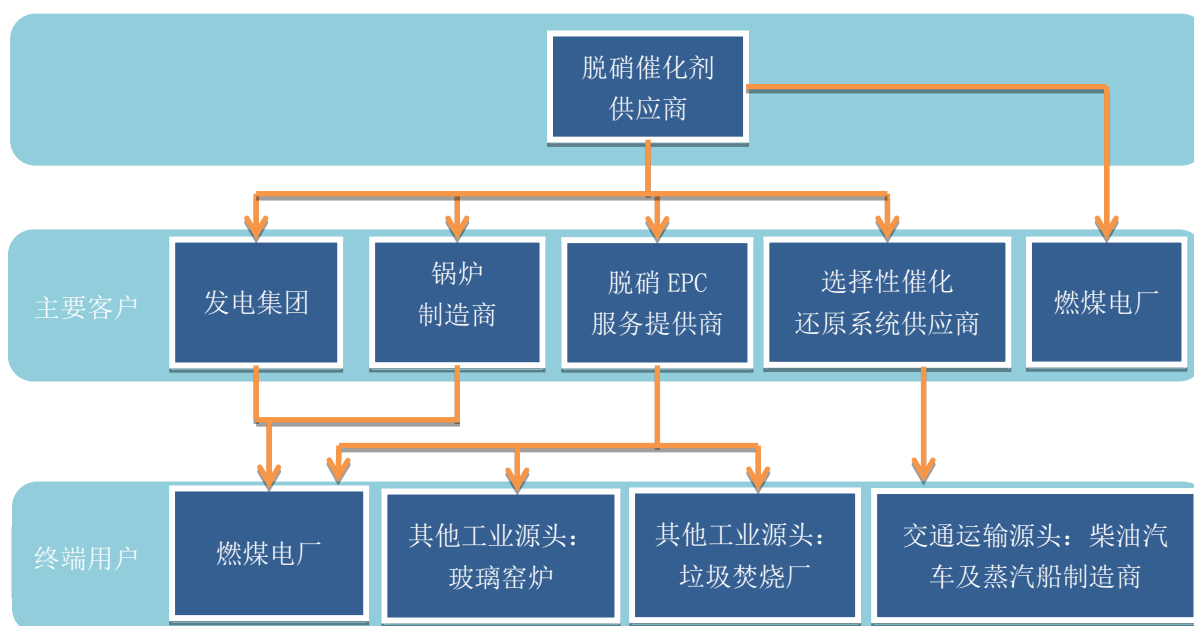 脱硝催化剂
供应商
主要客户
发电集团
锅炉
制造商
脱硝 EPC
服务提供商
选择性催化
还原系统供应商
燃煤电厂
终端用户
燃煤电厂
其他工业源头：
玻璃窑炉
其他工业源头：
垃圾焚烧厂
交通运输源头：柴油汽
车及蒸汽船制造商